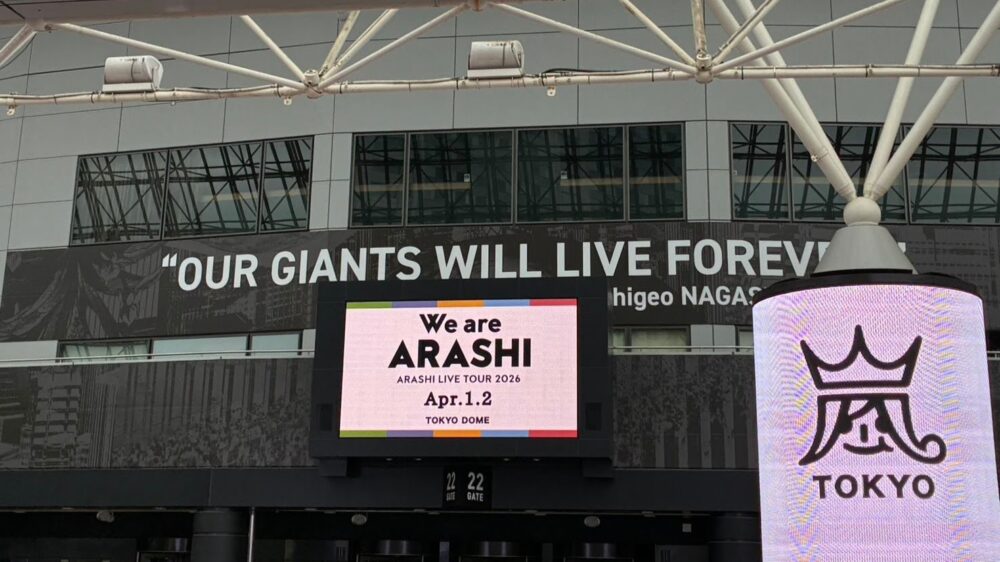 “OUR GIANTS WILL LIVE FOREVE
higeo NAGAS
We are
ARASHI
ARASHI LIVE TOUR 2026
Apr.1.2
TOKYO DOME
22
GATE
22
GATE
嵐
TOKYO